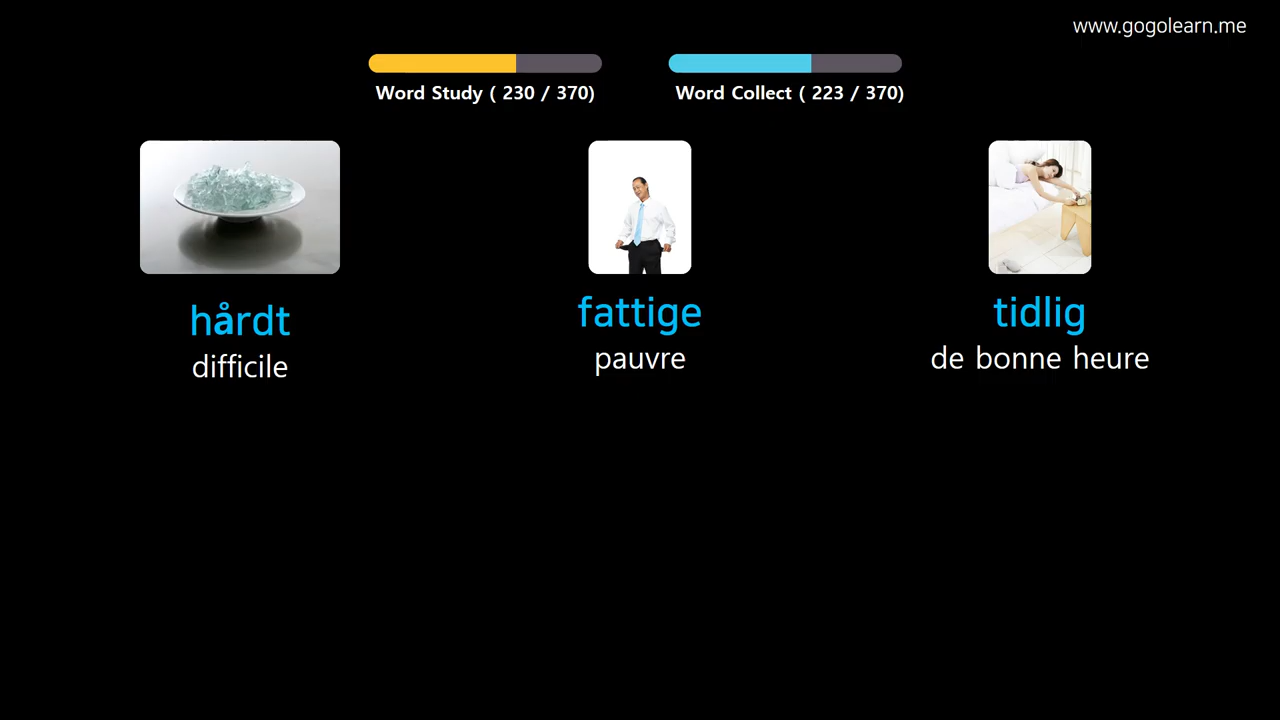 www.gogolearn.me
Word Study ( 230 / 370)
Word Collect ( 223 / 370)
hårdt
difficile
fattige
pauvre
tidlig
de bonne heure